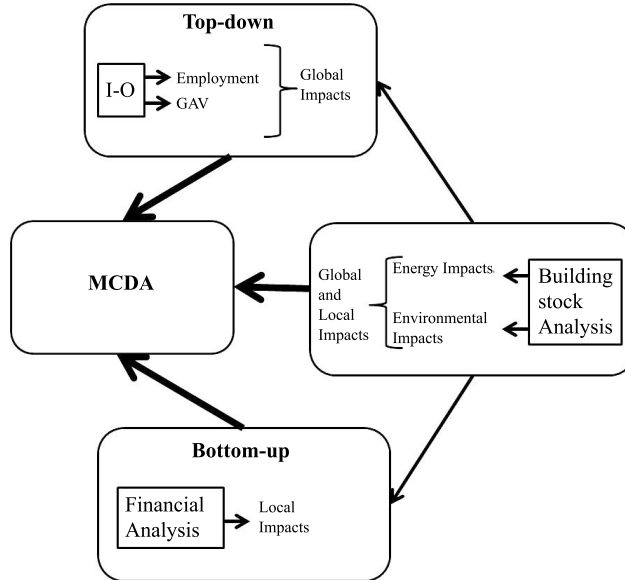 Top-down
I-O
Employment
GAV
Global
Impacts
MCDA
Global
and
Local
Impacts
Energy Impacts
Environmental
Impacts
Building
stock
Analysis
Bottom-up
Financial
Analysis
Local
Impacts